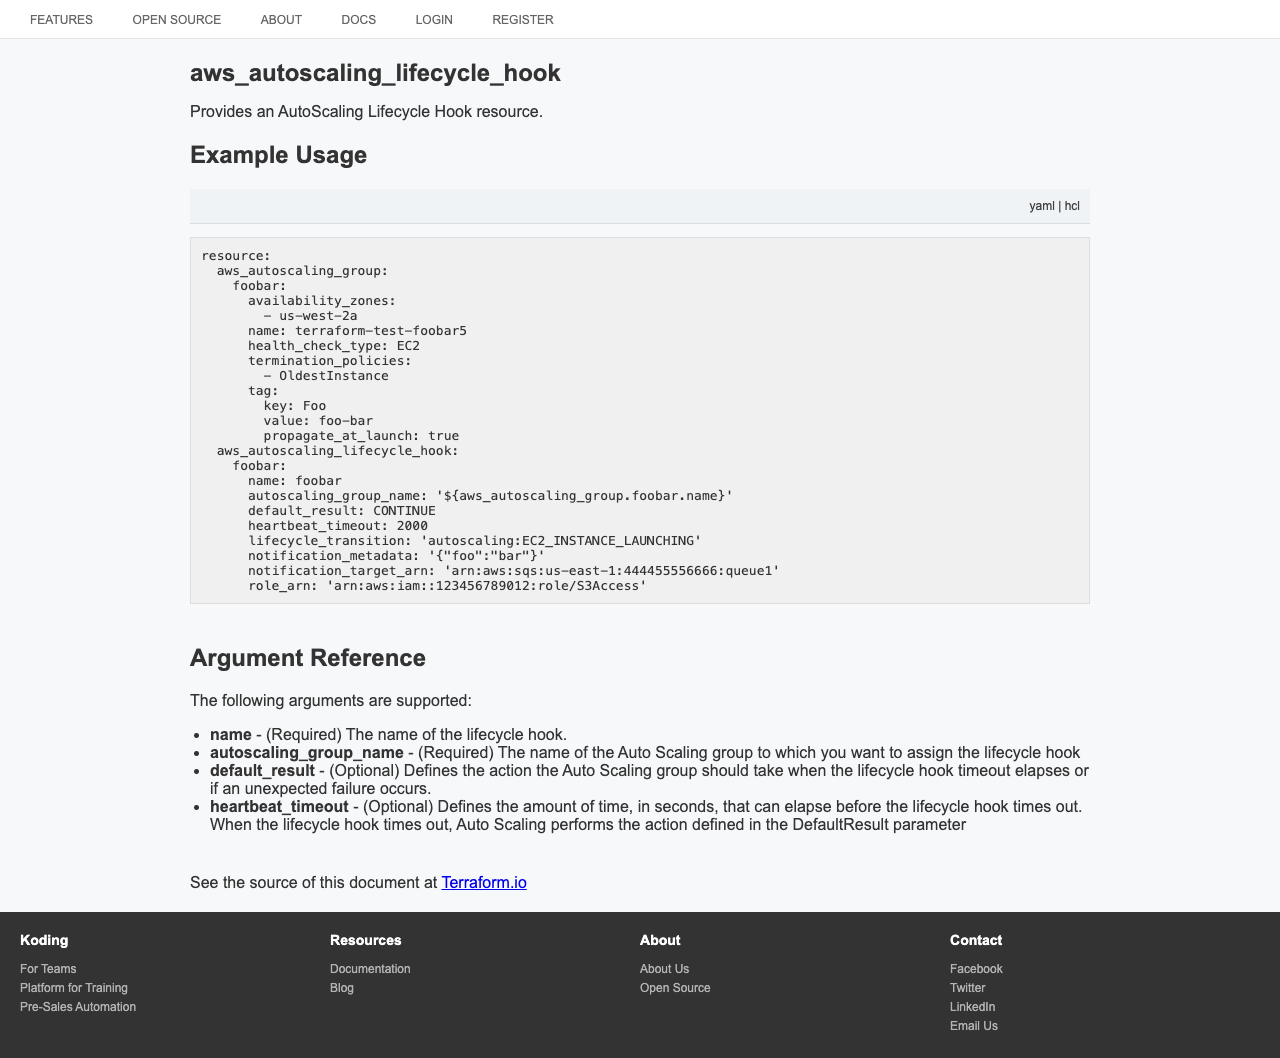 FEATURES OPEN SOURCE ABOUT DOCS LOGIN REGISTER
aws_autoscaling_lifecycle_hook
Provides an AutoScaling Lifecycle Hook resource.
Example Usage
yaml | hcl
resource:
  aws_autoscaling_group:
    foobar:
      availability_zones:
        - us-west-2a
      name: terraform-test-foobar5
      health_check_type: EC2
      termination_policies:
        - OldestInstance
      tag:
        key: Foo
        value: foo-bar
        propagate_at_launch: true
  aws_autoscaling_lifecycle_hook:
    foobar:
      name: foobar
      autoscaling_group_name: '${aws_autoscaling_group.foobar.name}'
      default_result: CONTINUE
      heartbeat_timeout: 2000
      lifecycle_transition: 'autoscaling:EC2_INSTANCE_LAUNCHING'
      notification_metadata: '{"foo":"bar"}'
      notification_target_arn: 'arn:aws:sqs:us-east-1:444455556666:queue1'
      role_arn: 'arn:aws:iam::123456789012:role/S3Access'
Argument Reference
The following arguments are supported:
• name - (Required) The name of the lifecycle hook.
• autoscaling_group_name - (Required) The name of the Auto Scaling group to which you want to assign the lifecycle hook
• default_result - (Optional) Defines the action the Auto Scaling group should take when the lifecycle hook timeout elapses or
if an unexpected failure occurs.
• heartbeat_timeout - (Optional) Defines the amount of time, in seconds, that can elapse before the lifecycle hook times out.
When the lifecycle hook times out, Auto Scaling performs the action defined in the DefaultResult parameter
See the source of this document at Terraform.io
Koding
For Teams
Platform for Training
Pre-Sales Automation
Resources
Documentation
Blog
About
About Us
Open Source
Contact
Facebook
Twitter
LinkedIn
Email Us